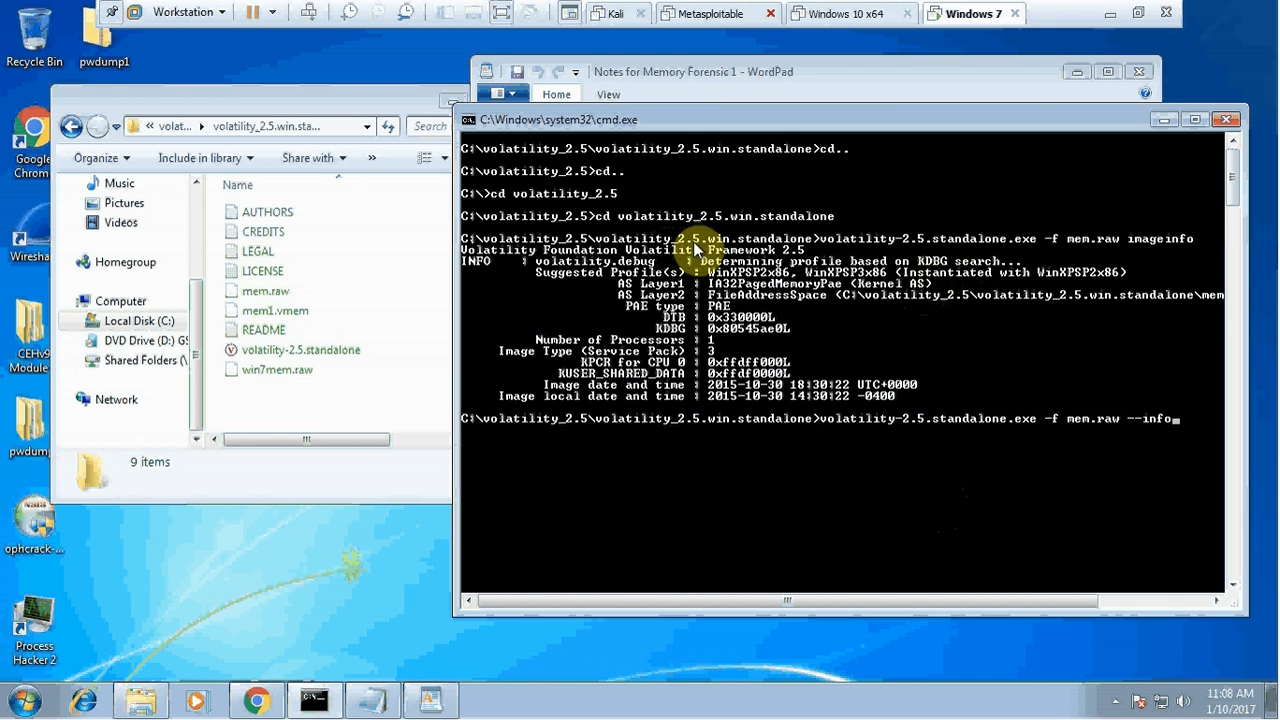 Workstation
Kali
Metasploitable
Windows 10 x64
Windows 7
Recycle Bin
pwdump1
Google
Chrom
Wiresha
CEHv9
Module
pwdum
ophcrack-...
Process
Hacker 2
Notes for Memory Forensic 1 - WordPad
Home
View
« volat...
volatility_2.5.win.sta...
Search
Organize
Include in library
Share with
»
Name
Music
Pictures
Videos
Homegroup
Computer
Local Disk (C:)
DVD Drive (D:) GS
Shared Folders (\
Network
AUTHORS
CREDITS
LEGAL
LICENSE
mem.raw
mem1.vmem
README
volatility-2.5.standalone
win7mem.raw
9 items
C:\Windows\system32\cmd.exe
C:\volatility_2.5\volatility_2.5.win.standalone>cd..
C:\volatility_2.5>cd..
C:\>cd volatility_2.5
C:\volatility_2.5>cd volatility_2.5.win.standalone
C:\volatility_2.5\volatility_2.5.win.standalone>volatility-2.5.standalone.exe -f mem.raw imageinfo
Volatility Foundation Volatility Framework 2.5
INFO : volatility.debug : Determining profile based on KDBG search...
Suggested Profile(s) : WinXPSP2x86, WinXPSP3x86 (Instantiated with WinXPSP2x86)
AS Layer1 : IA32PagedMemoryPae (Kernel AS)
AS Layer2 : FileAddressSpace (C:\volatility_2.5\volatility_2.5.win.standalone\mem
PAE type : PAE
DTB : 0x330000L
KDBG : 0x80545ae0L
Number of Processors : 1
Image Type (Service Pack) : 3
KPCR for CPU 0 : 0xffdff000L
KUSER_SHARED_DATA : 0xffdf0000L
Image date and time : 2015-10-30 18:30:22 UTC+0000
Image local date and time : 2015-10-30 14:30:22 -0400
C:\volatility_2.5\volatility_2.5.win.standalone>volatility-2.5.standalone.exe -f mem.raw --info
11:08 AM
1/10/2017